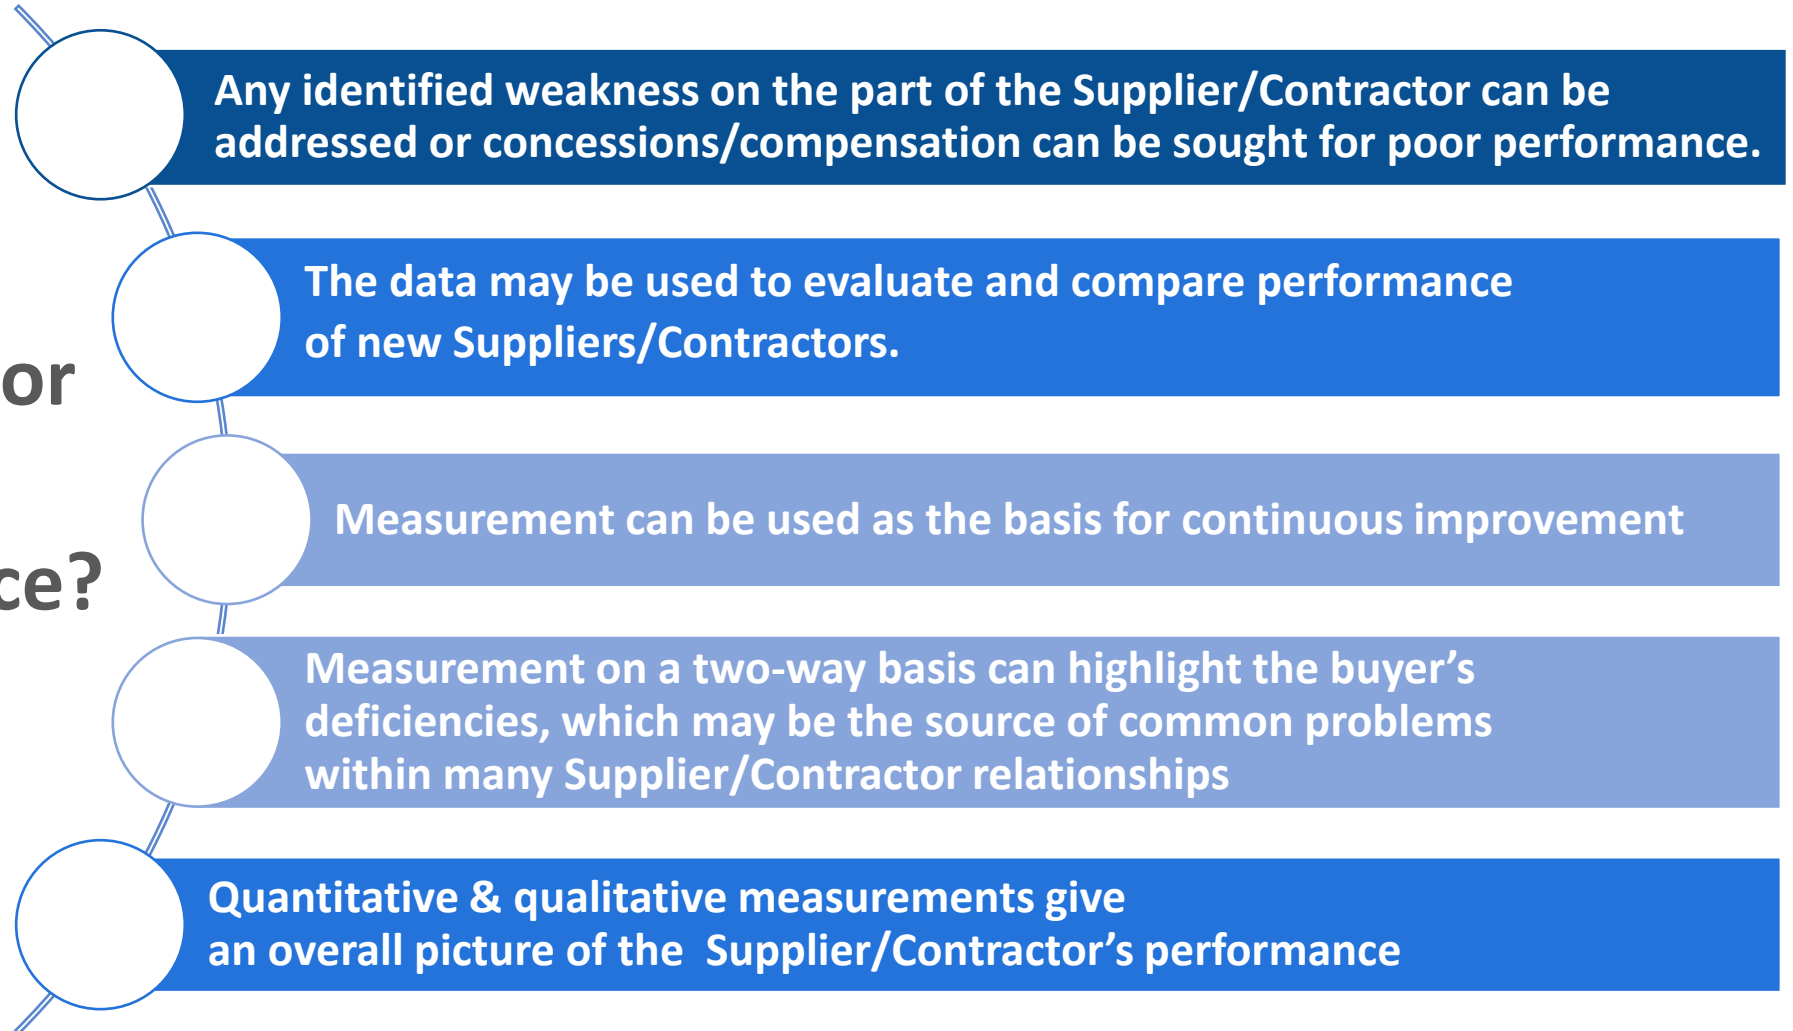 Any identified weakness on the part of the Supplier/Contractor can be
addressed or concessions/compensation can be sought for poor performance.
The data may be used to evaluate and compare performance
of new Suppliers/Contractors.
or
Measurement can be used as the basis for continuous improvement
ce?
Measurement on a two-way basis can highlight the buyer’s
deficiencies, which may be the source of common problems
within many Supplier/Contractor relationships
Quantitative & qualitative measurements give
an overall picture of the  Supplier/Contractor’s performance